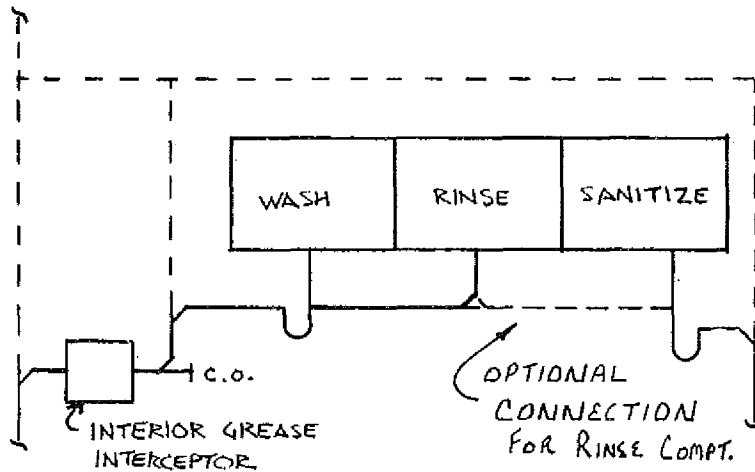 WASH
RINSE
SANITIZE
C.O.
OPTIONAL
CONNECTION
FOR RINSE COMPT.
INTERIOR GREASE
INTERCEPTOR